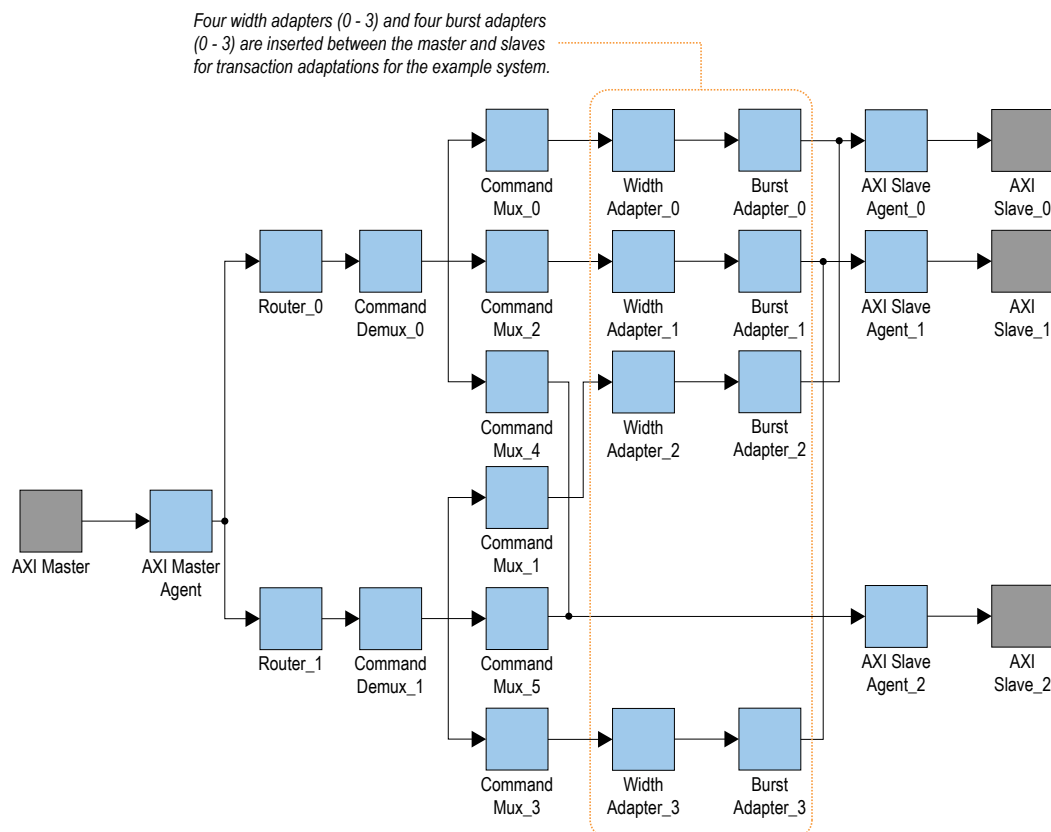 Four width adapters (0 - 3) and four burst adapters
(0 - 3) are inserted between the master and slaves
for transaction adaptations for the example system.
Command
Mux_0
Width
Adapter_0
Burst
Adapter_0
AXI Slave
Agent_0
AXI
Slave_0
Router_0
Command
Demux_0
Command
Mux_2
Width
Adapter_1
Burst
Adapter_1
AXI Slave
Agent_1
AXI
Slave_1
Command
Mux_4
Width
Adapter_2
Burst
Adapter_2
AXI Master
AXI Master
Agent
Command
Mux_1
Router_1
Command
Demux_1
Command
Mux_5
AXI Slave
Agent_2
AXI
Slave_2
Command
Mux_3
Width
Adapter_3
Burst
Adapter_3